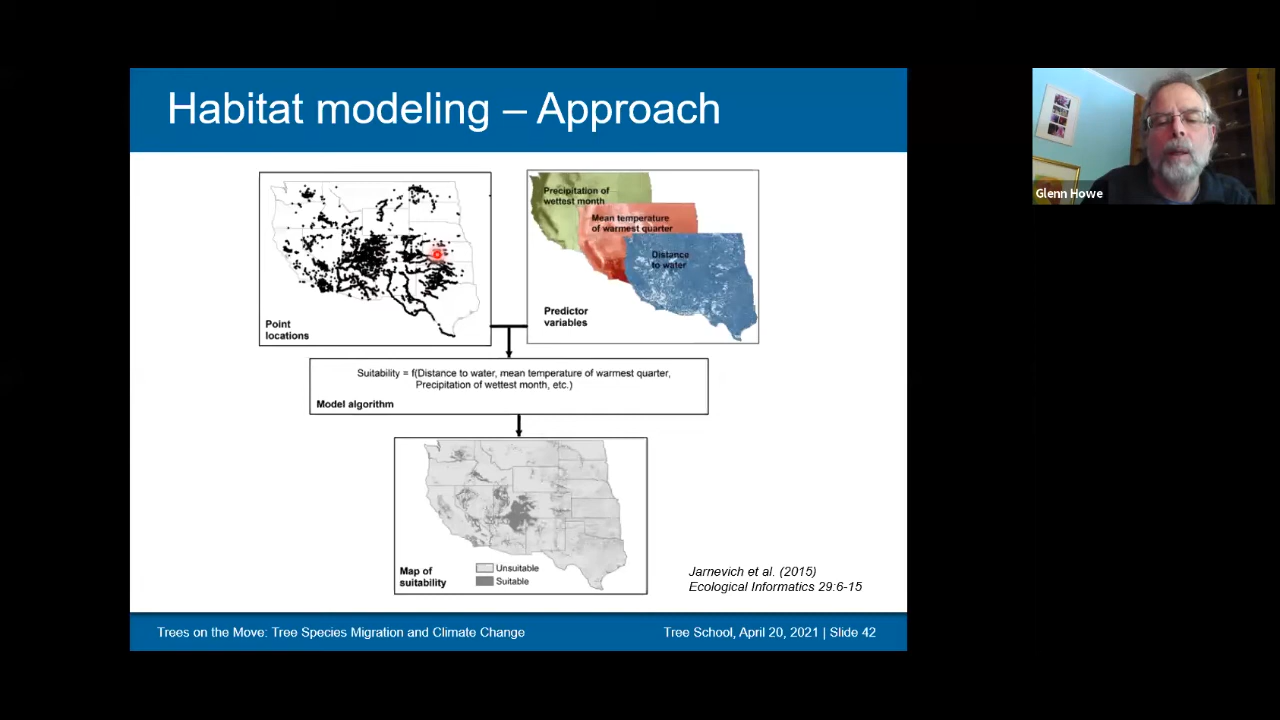 Habitat modeling – Approach
Glenn Howe
Point
locations
Precipitation of
wettest month
Mean temperature
of warmest quarter
Distance
to water
Predictor
variables
Suitability = f(Distance to water, mean temperature of warmest quarter,
Precipitation of wettest month, etc.)
Model algorithm
Map of
suitability
Unsuitable
Suitable
Jarnevich et al. (2015)
Ecological Informatics 29:6-15
Trees on the Move: Tree Species Migration and Climate Change
Tree School, April 20, 2021 | Slide 42